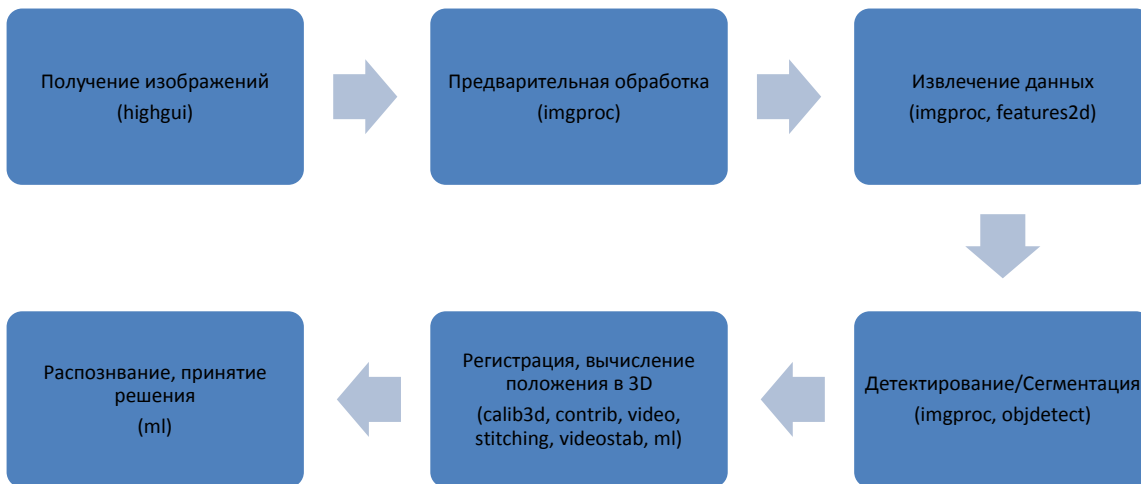 Получение изображений
(highgui)
Предварительная обработка
(imgproc)
Извлечение данных
(imgproc, features2d)
Детектирование/Сегментация
(imgproc, objdetect)
Регистрация, вычисление
положения в 3D
(calib3d, contrib, video,
stitching, videostab, ml)
Распознвание, принятие
решения
(ml)